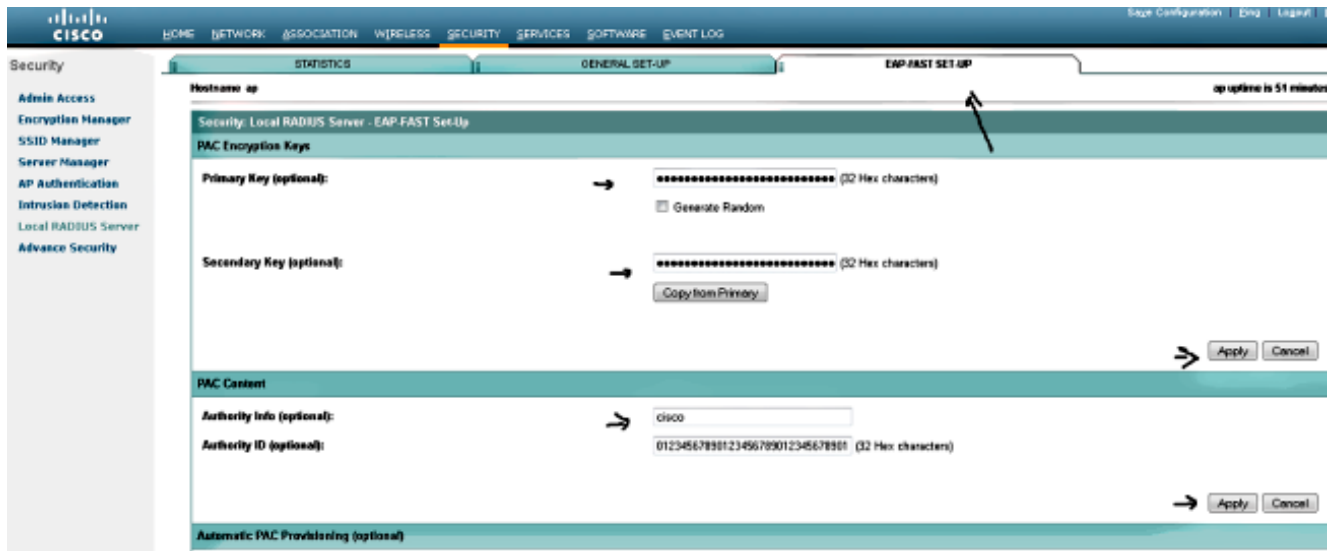 Save Configuration | Ping | Logout |
CISCO
HOME NETWORK ASSOCIATION WIRELESS SECURITY SERVICES SOFTWARE EVENT LOG
Security
STATISTICS GENERAL SET-UP EAP-FAST SET-UP
Admin Access
Encryption Manager
SSID Manager
Server Manager
AP Authentication
Intrusion Detection
Local RADIUS Server
Advance Security
Hostname ap ap uptime is 51 minutes
Security: Local RADIUS Server - EAP-FAST Set-Up
PAC Encryption Keys
Primary Key (optional): (32 Hex characters)
Generate Random
Secondary Key (optional): (32 Hex characters)
Copy from Primary
Apply Cancel
PAC Content
Authority Info (optional): cisco
Authority ID (optional): 01234567890123456789012345678901 (32 Hex characters)
Apply Cancel
Automatic PAC Provisioning (optional)